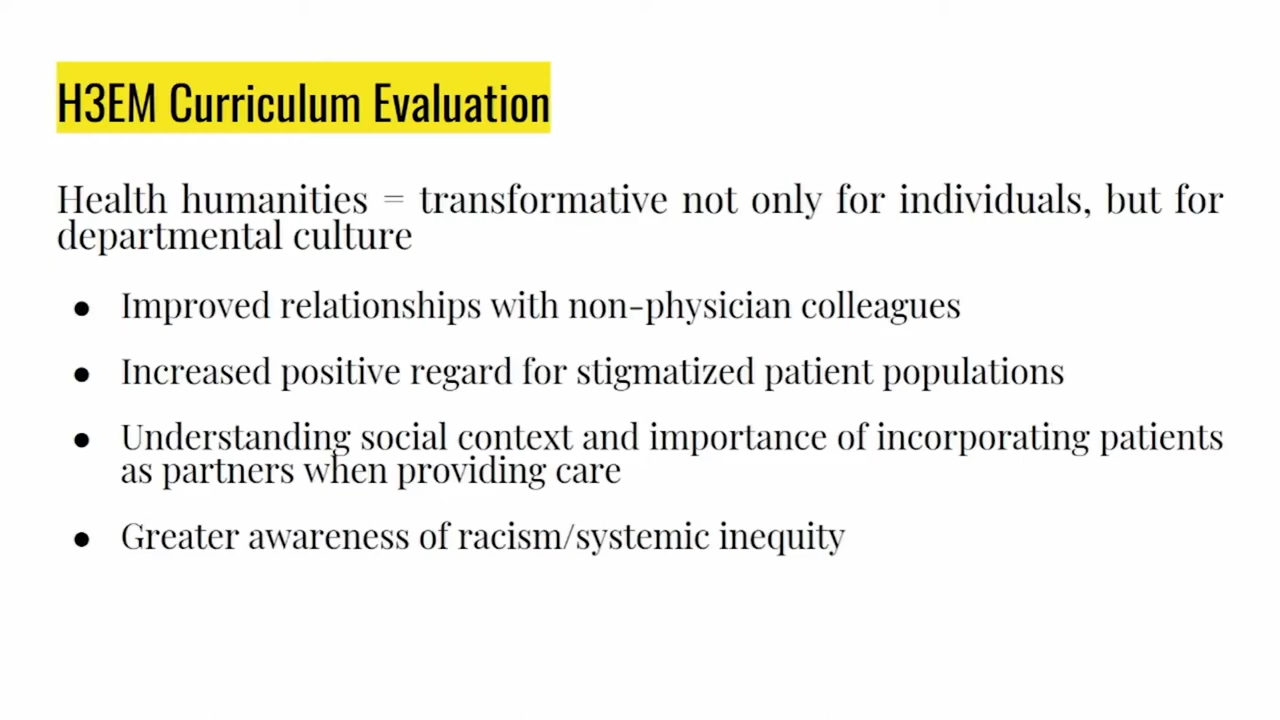 H3EM Curriculum Evaluation
Health humanities = transformative not only for individuals, but for
departmental culture
● Improved relationships with non-physician colleagues
● Increased positive regard for stigmatized patient populations
● Understanding social context and importance of incorporating patients
as partners when providing care
● Greater awareness of racism/systemic inequity